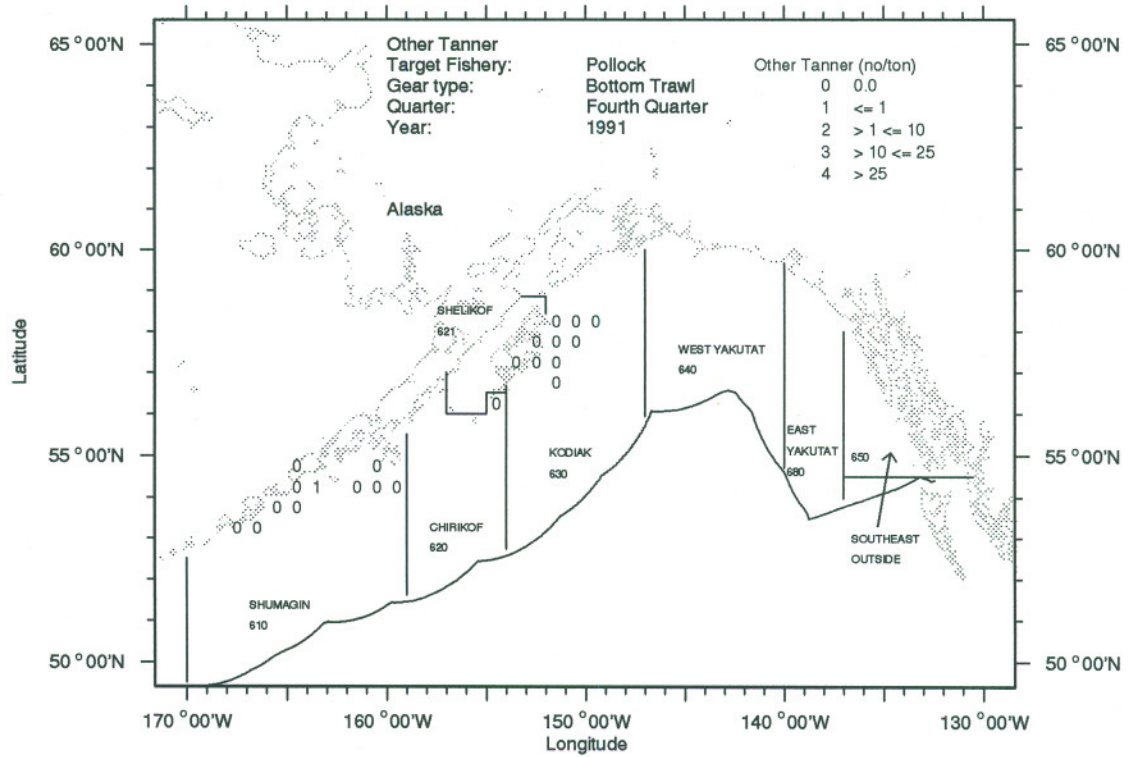 65 °00'N
65 °00'N
Other Tanner
Target Fishery: Pollock
Gear type: Bottom Trawl
Quarter: Fourth Quarter
Year: 1991
Other Tanner (no/ton)
0 0.0
1 <= 1
2 > 1 <= 10
3 > 10 <= 25
4 > 25
Alaska
60 °00'N
60 °00'N
SHELIKOF
621
0 0 0
0 0 0
0 0 0
0
0
WEST YAKUTAT
640
Latitude
55 °00'N
55 °00'N
0 0
0 1 0 0 0
0 0
0 0
KODIAK
630
EAST
YAKUTAT
680
650
CHIRIKOF
620
SOUTHEAST
OUTSIDE
SHUMAGIN
610
50 °00'N
50 °00'N
170 °00'W
160 °00'W
150 °00'W
140 °00'W
130 °00'W
Longitude